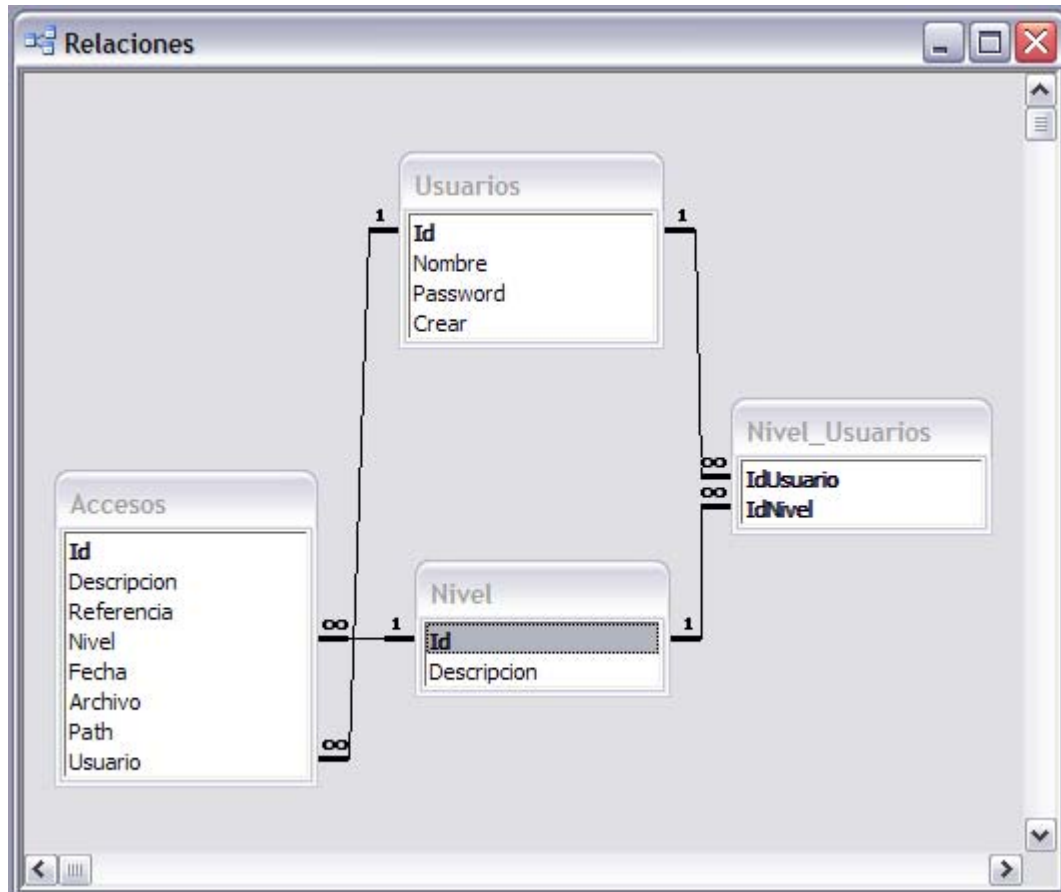 Relaciones
Usuarios
1
1
Id
Nombre
Password
Crear
Nivel_Usuarios
∞
IdUsuario
∞
IdNivel
Accesos
Id
Descripcion
Referencia
Nivel
Fecha
Archivo
Path
Usuario
∞
∞
Nivel
1
1
Id
Descripcion